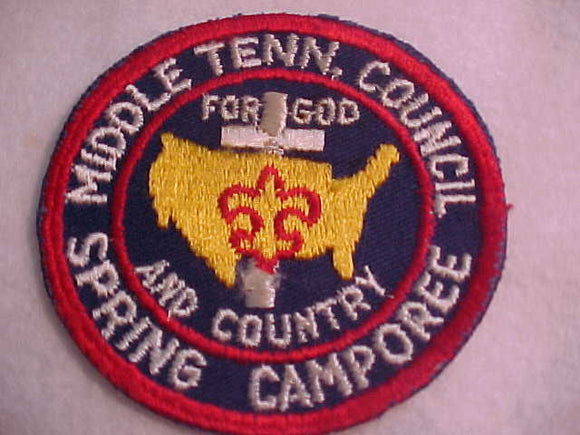 MIDDLE TENN. COUNCIL
FOR GOD
AND COUNTRY
SPRING CAMPOREE